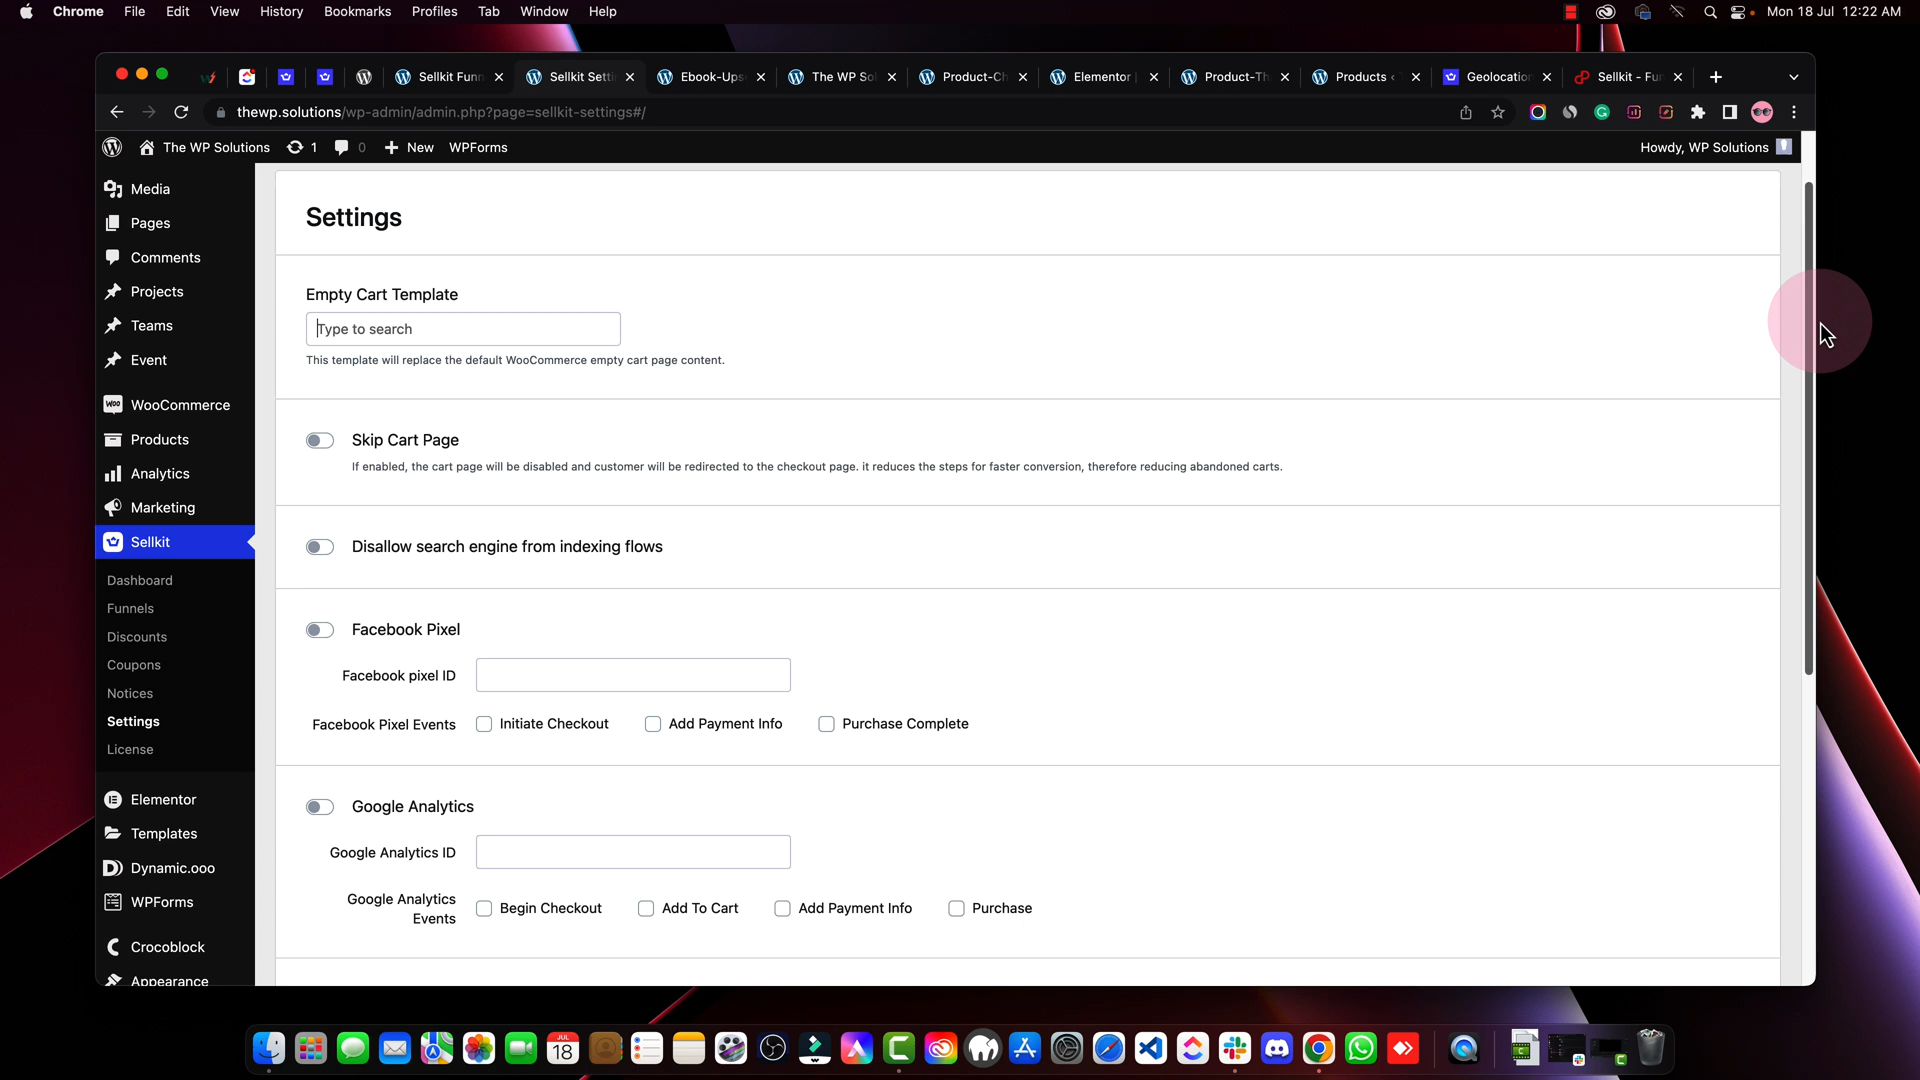 Chrome File Edit View History Bookmarks Profiles Tab Window Help Mon 18 Jul 12:22 AM
Sellkit Funn Sellkit Setti Ebook-Ups The WP So Product-Ch Elementor Product-Th Products Geolocation Sellkit - Fu
thewp.solutions/wp-admin/admin.php?page=sellkit-settings#/
The WP Solutions 1 0 New WPForms Howdy, WP Solutions
Media
Pages
Comments
Projects
Teams
Event
WooCommerce
Products
Analytics
Marketing
Sellkit
Dashboard
Funnels
Discounts
Coupons
Notices
Settings
License
Elementor
Templates
Dynamic.ooo
WPForms
Crocoblock
Appearance
Settings
Empty Cart Template
Type to search
This template will replace the default WooCommerce empty cart page content.
Skip Cart Page
If enabled, the cart page will be disabled and customer will be redirected to the checkout page. it reduces the steps for faster conversion, therefore reducing abandoned carts.
Disallow search engine from indexing flows
Facebook Pixel
Facebook pixel ID
Facebook Pixel Events Initiate Checkout Add Payment Info Purchase Complete
Google Analytics
Google Analytics ID
Google Analytics
Events
Begin Checkout Add To Cart Add Payment Info Purchase
JUL
18